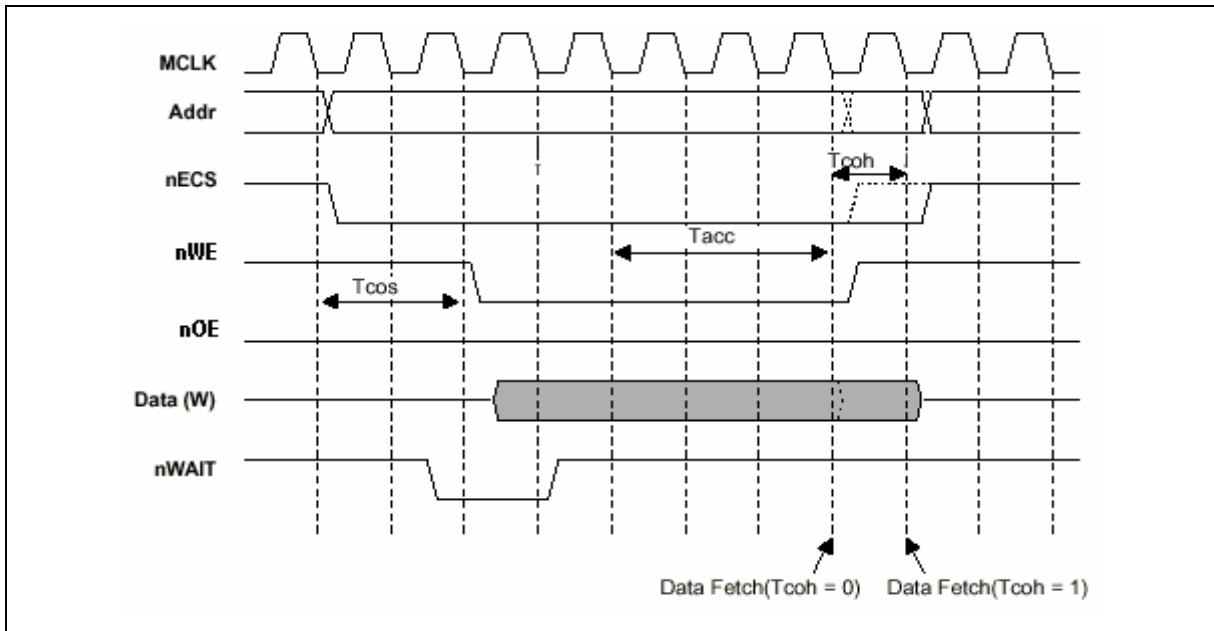 MCLK
Addr
Tcoh
nECS
Tacc
nWE
Tcos
nOE
Data (W)
nWAIT
Data Fetch(Tcoh = 0) Data Fetch(Tcoh = 1)